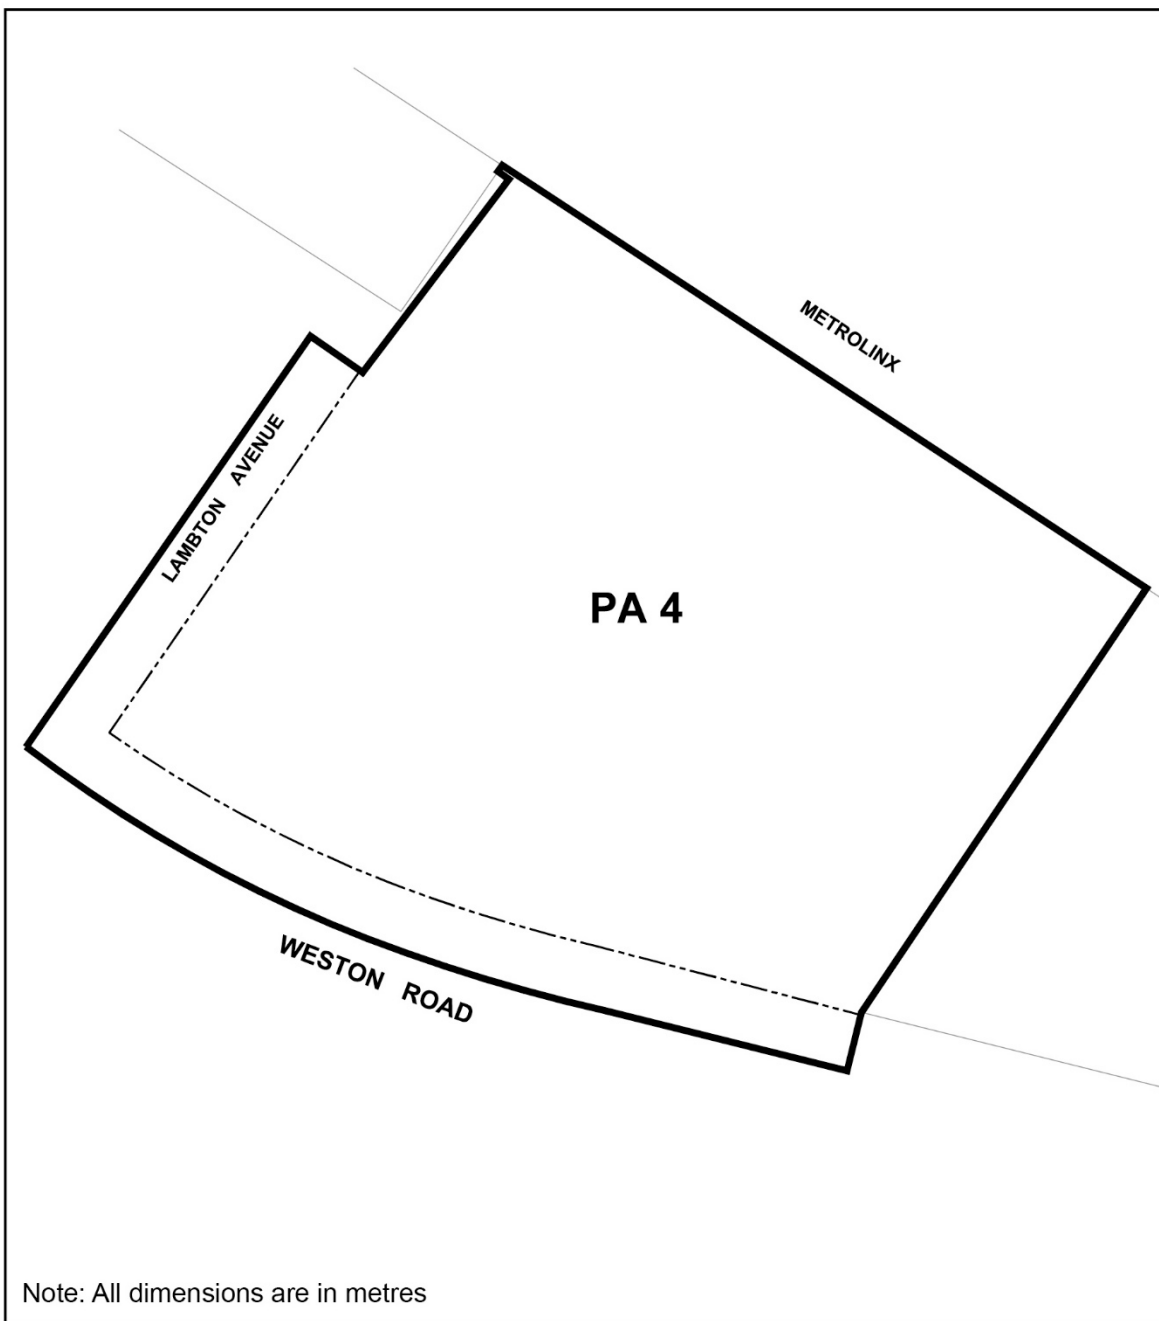 METROLINX
LAMBTON AVENUE
PA 4
WESTON ROAD
Note: All dimensions are in metres